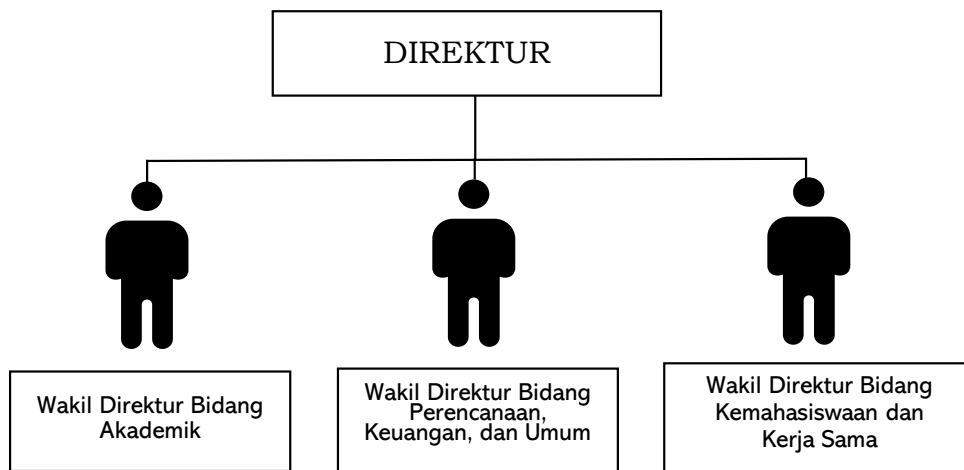 DIREKTUR
Wakil Direktur Bidang
Akademik
Wakil Direktur Bidang
Perencanaan,
Keuangan, dan Umum
Wakil Direktur Bidang
Kemahasiswaan dan
Kerja Sama